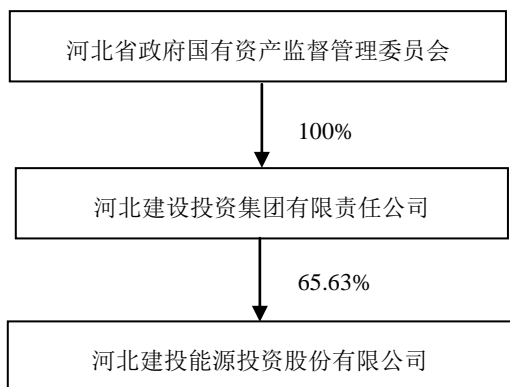 河北省政府国有资产监督管理委员会
100%
河北建设投资集团有限责任公司
65.63%
河北建投能源投资股份有限公司